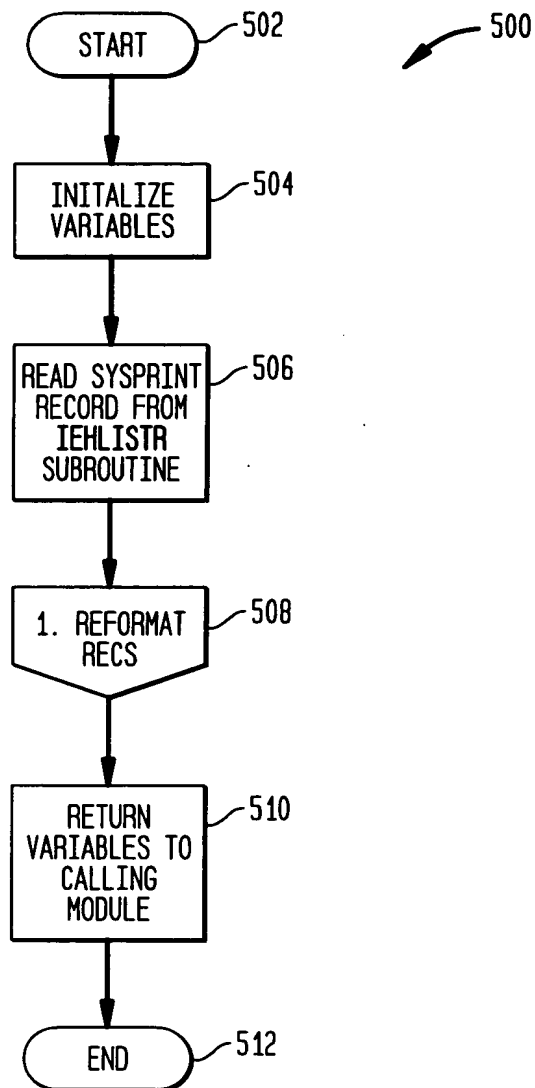 START
502
500
INITALIZE
VARIABLES
504
READ SYSPRINT
RECORD FROM
IEHLISTR
SUBROUTINE
506
1. REFORMAT
RECS
508
RETURN
VARIABLES TO
CALLING
MODULE
510
END
512